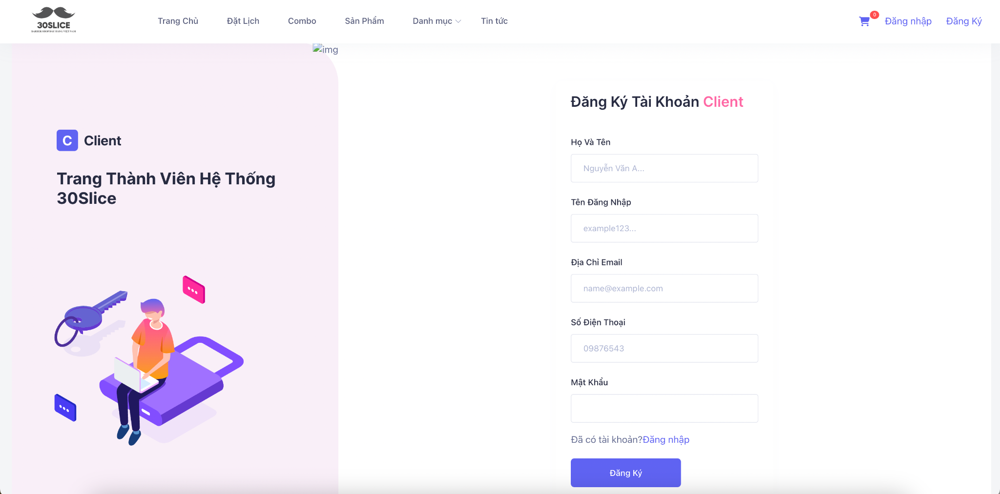 30SLICE
BARBER SHOP ĐẦU HÀNG VIỆT NAM
Trang Chủ
Đặt Lịch
Combo
Sản Phẩm
Danh mục
Tin tức
0
Đăng nhập
Đăng Ký
img
C Client
Trang Thành Viên Hệ Thống
30Slice
Đăng Ký Tài Khoản Client
Họ Và Tên
Nguyễn Văn A...
Tên Đăng Nhập
example123...
Địa Chỉ Email
name@example.com
Số Điện Thoại
09876543
Mật Khẩu
Đã có tài khoản?Đăng nhập
Đăng Ký